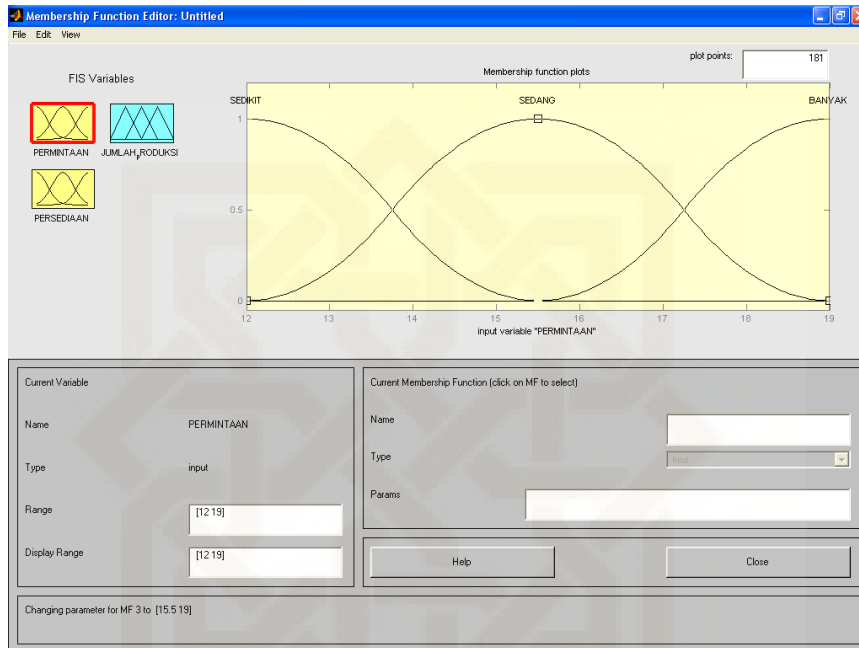 Membership Function Editor: Untitled
File Edit View
FIS Variables
plot points:
181
Membership function plots
SEDIKIT
SEDANG
BANYAK
PERMINTAAN
JUMLAH_PRODUKSI
PERSEDIAAN
1
0.5
0
12 13 14 15 16 17 18 19
input variable "PERMINTAAN"
Current Variable
Name PERMINTAAN
Type input
Range [12 19]
Display Range [12 19]
Current Membership Function (click on MF to select)
Name
Type
Params
Help
Close
Changing parameter for MF 3 to [15.5 19]